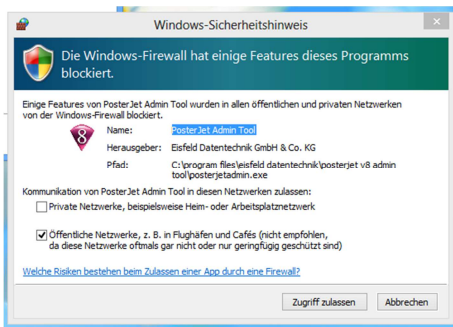 Windows-Sicherheitshinweis
Die Windows-Firewall hat einige Features dieses Programms
blockiert.
Einige Features von PosterJet Admin Tool wurden in allen öffentlichen und privaten Netzwerken
von der Windows-Firewall blockiert.
8
Name: PosterJet Admin Tool
Herausgeber: Eisfeld Datentechnik GmbH & Co. KG
Pfad: C:\program files\eisfeld datentechnik\posterjet v8 admin
tool\posterjetadmin.exe
Kommunikation von PosterJet Admin Tool in diesen Netzwerken zulassen:
Private Netzwerke, beispielsweise Heim- oder Arbeitsplatznetzwerk
Öffentliche Netzwerke, z. B. in Flughäfen und Cafés (nicht empfohlen,
da diese Netzwerke oftmals gar nicht oder nur geringfügig geschützt sind)
Welche Risiken bestehen beim Zulassen einer App durch eine Firewall?
Zugriff zulassen Abbrechen